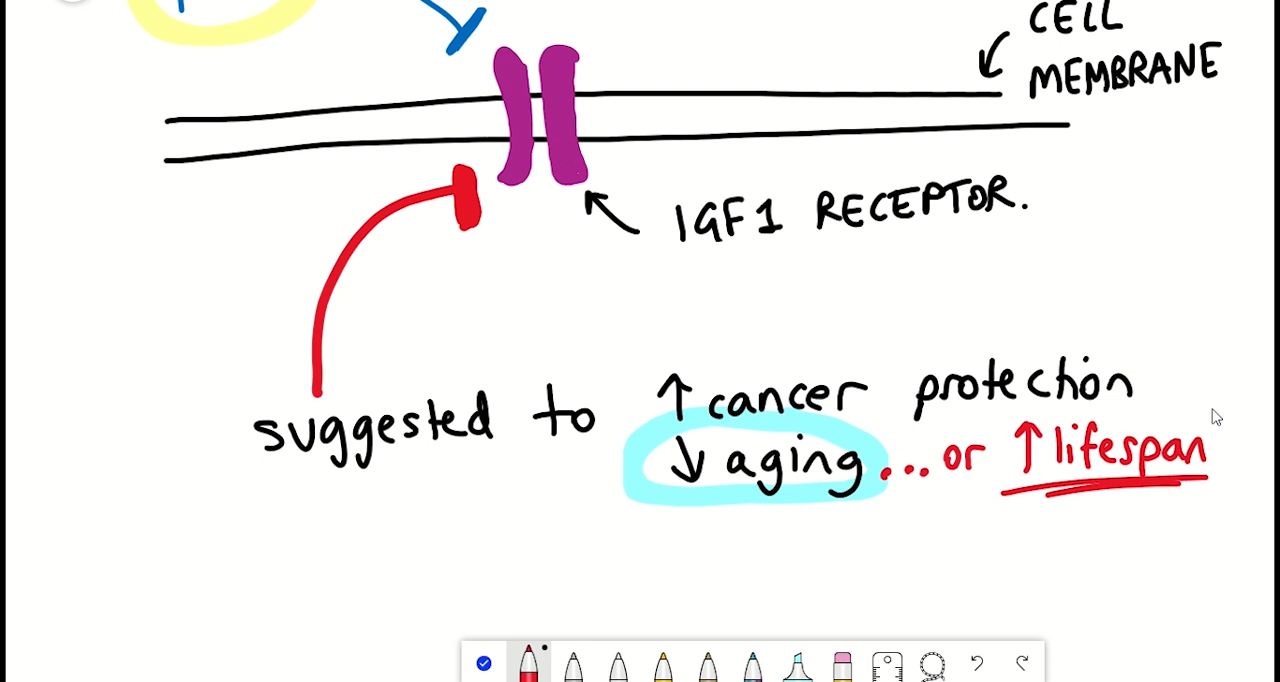 CELL
MEMBRANE
IGF1 RECEPTOR.
suggested to ↑ cancer protection
↓ aging... or ↑ lifespan